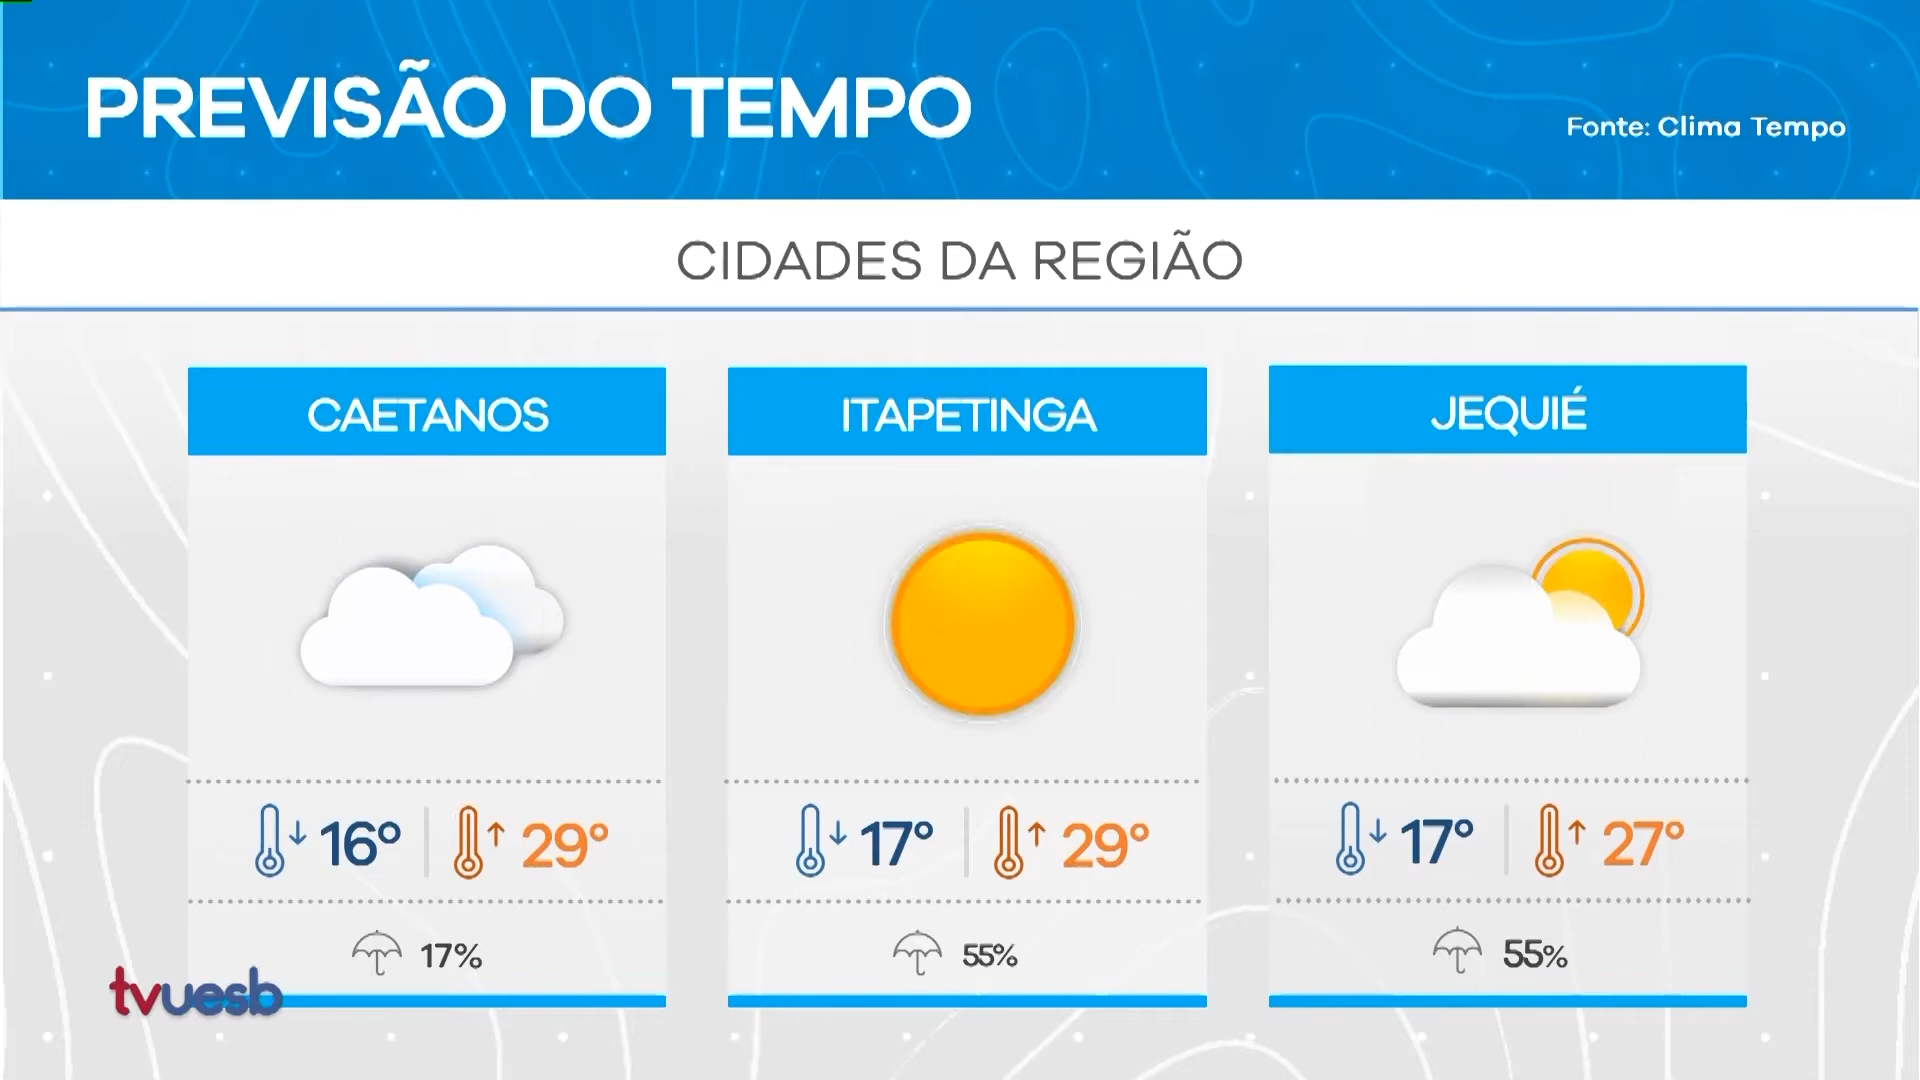 PREVISÃO DO TEMPO
Fonte: Clima Tempo
CIDADES DA REGIÃO
CAETANOS
16° 29°
17%
ITAPETINGA
17° 29°
55%
JEQUIÉ
17° 27°
55%
tvuesb